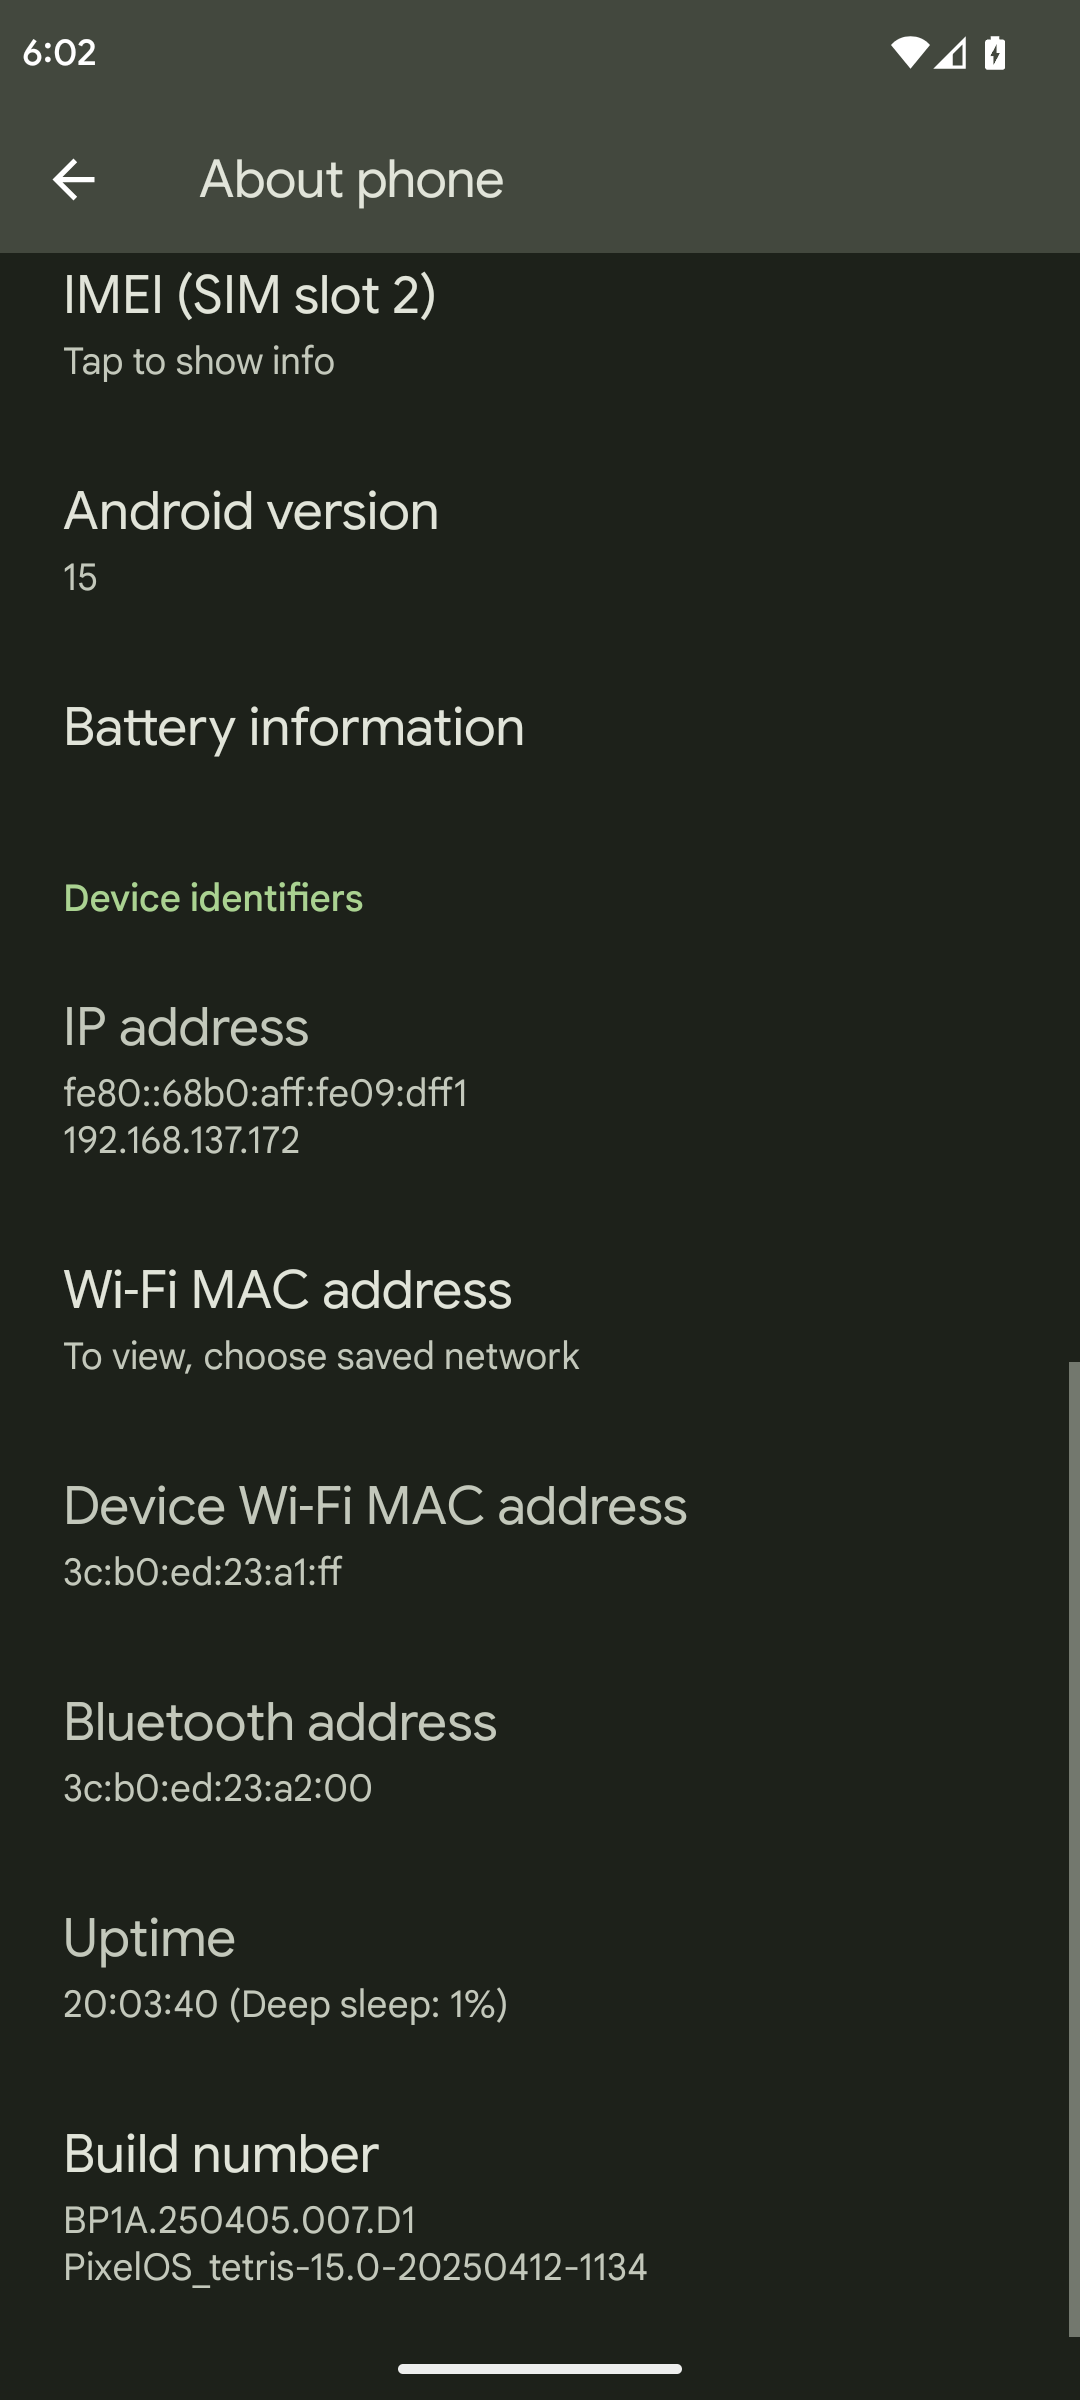 6:02
About phone
IMEI (SIM slot 2)
Tap to show info
Android version
15
Battery information
Device identifiers
IP address
fe80::68b0:aff:fe09:dff1
192.168.137.172
Wi-Fi MAC address
To view, choose saved network
Device Wi-Fi MAC address
3c:b0:ed:23:a1:ff
Bluetooth address
3c:b0:ed:23:a2:00
Uptime
20:03:40 (Deep sleep: 1%)
Build number
BP1A.250405.007.D1
PixelOS_tetris-15.0-20250412-1134